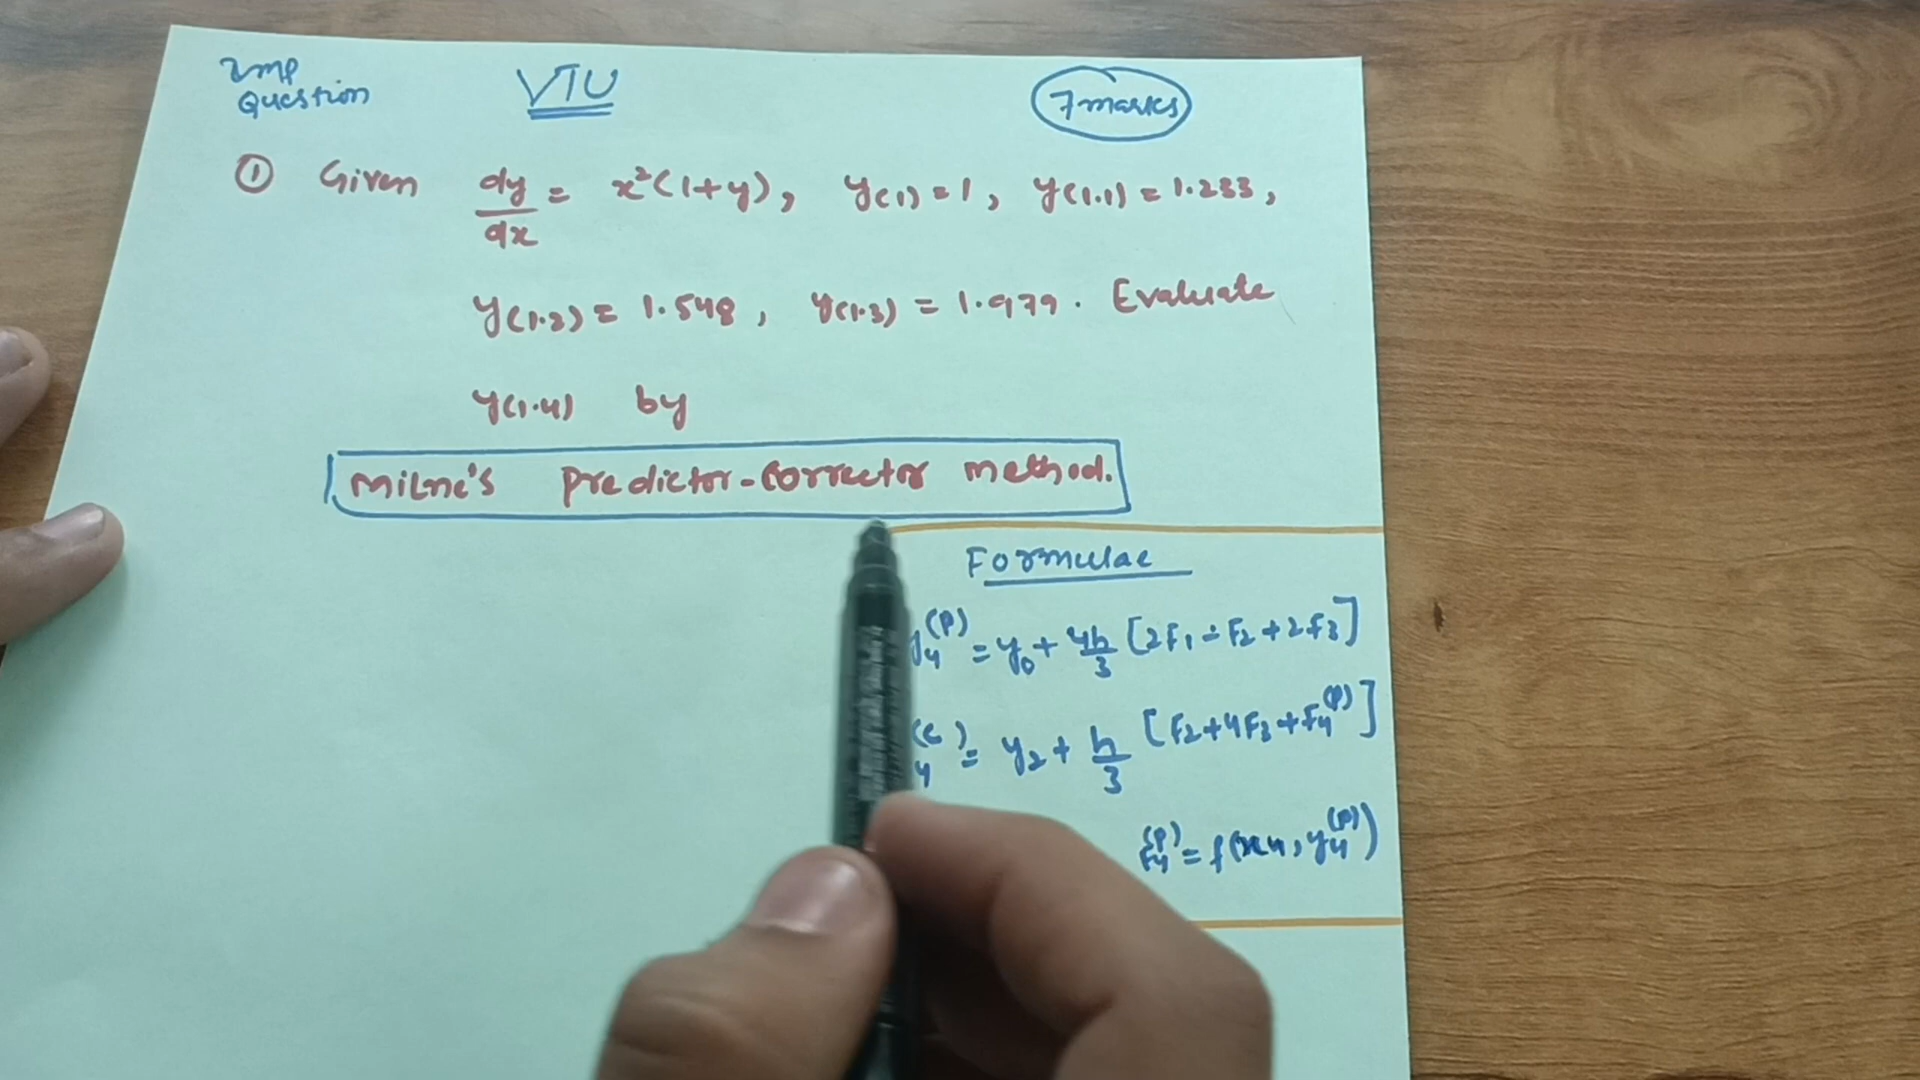 Imp Question
VTU
7 marks
① Given dy/dx = x²(1+y), y(1) = 1, y(1.1) = 1.233,
y(1.2) = 1.548, y(1.3) = 1.979. Evaluate
y(1.4) by
Milne's Predictor-Corrector method.
Formulae
y₄⁽ᴾ⁾ = y₀ + 4h/3 [2F₁ - F₂ + 2F₃]
₄⁽ᶜ⁾ = y₂ + h/3 [F₂ + 4F₃ + F₄⁽ᴾ⁾]
F₄⁽ᴾ⁾ = f(x₄, y₄⁽ᴾ⁾)